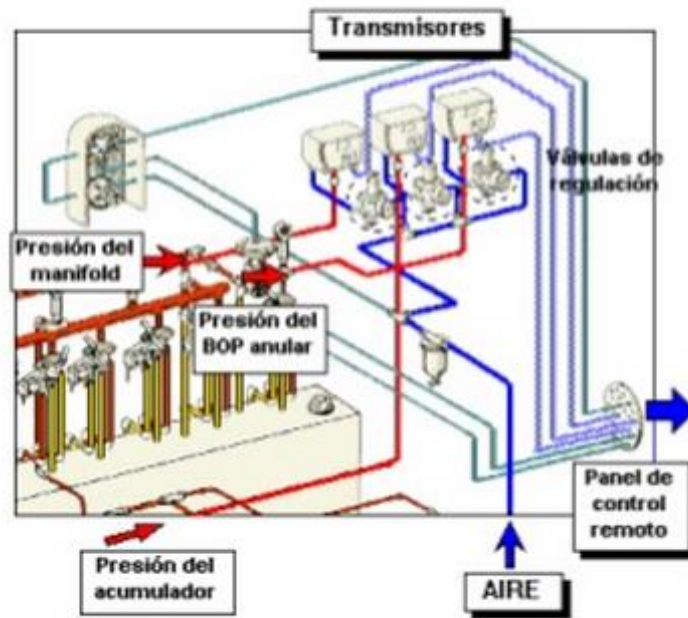 Transmisores
Válvulas de
regulación
Presión del
manifold
Presión del
BOP anular
Panel de
control
remoto
Presión del
acumulador
AIRE